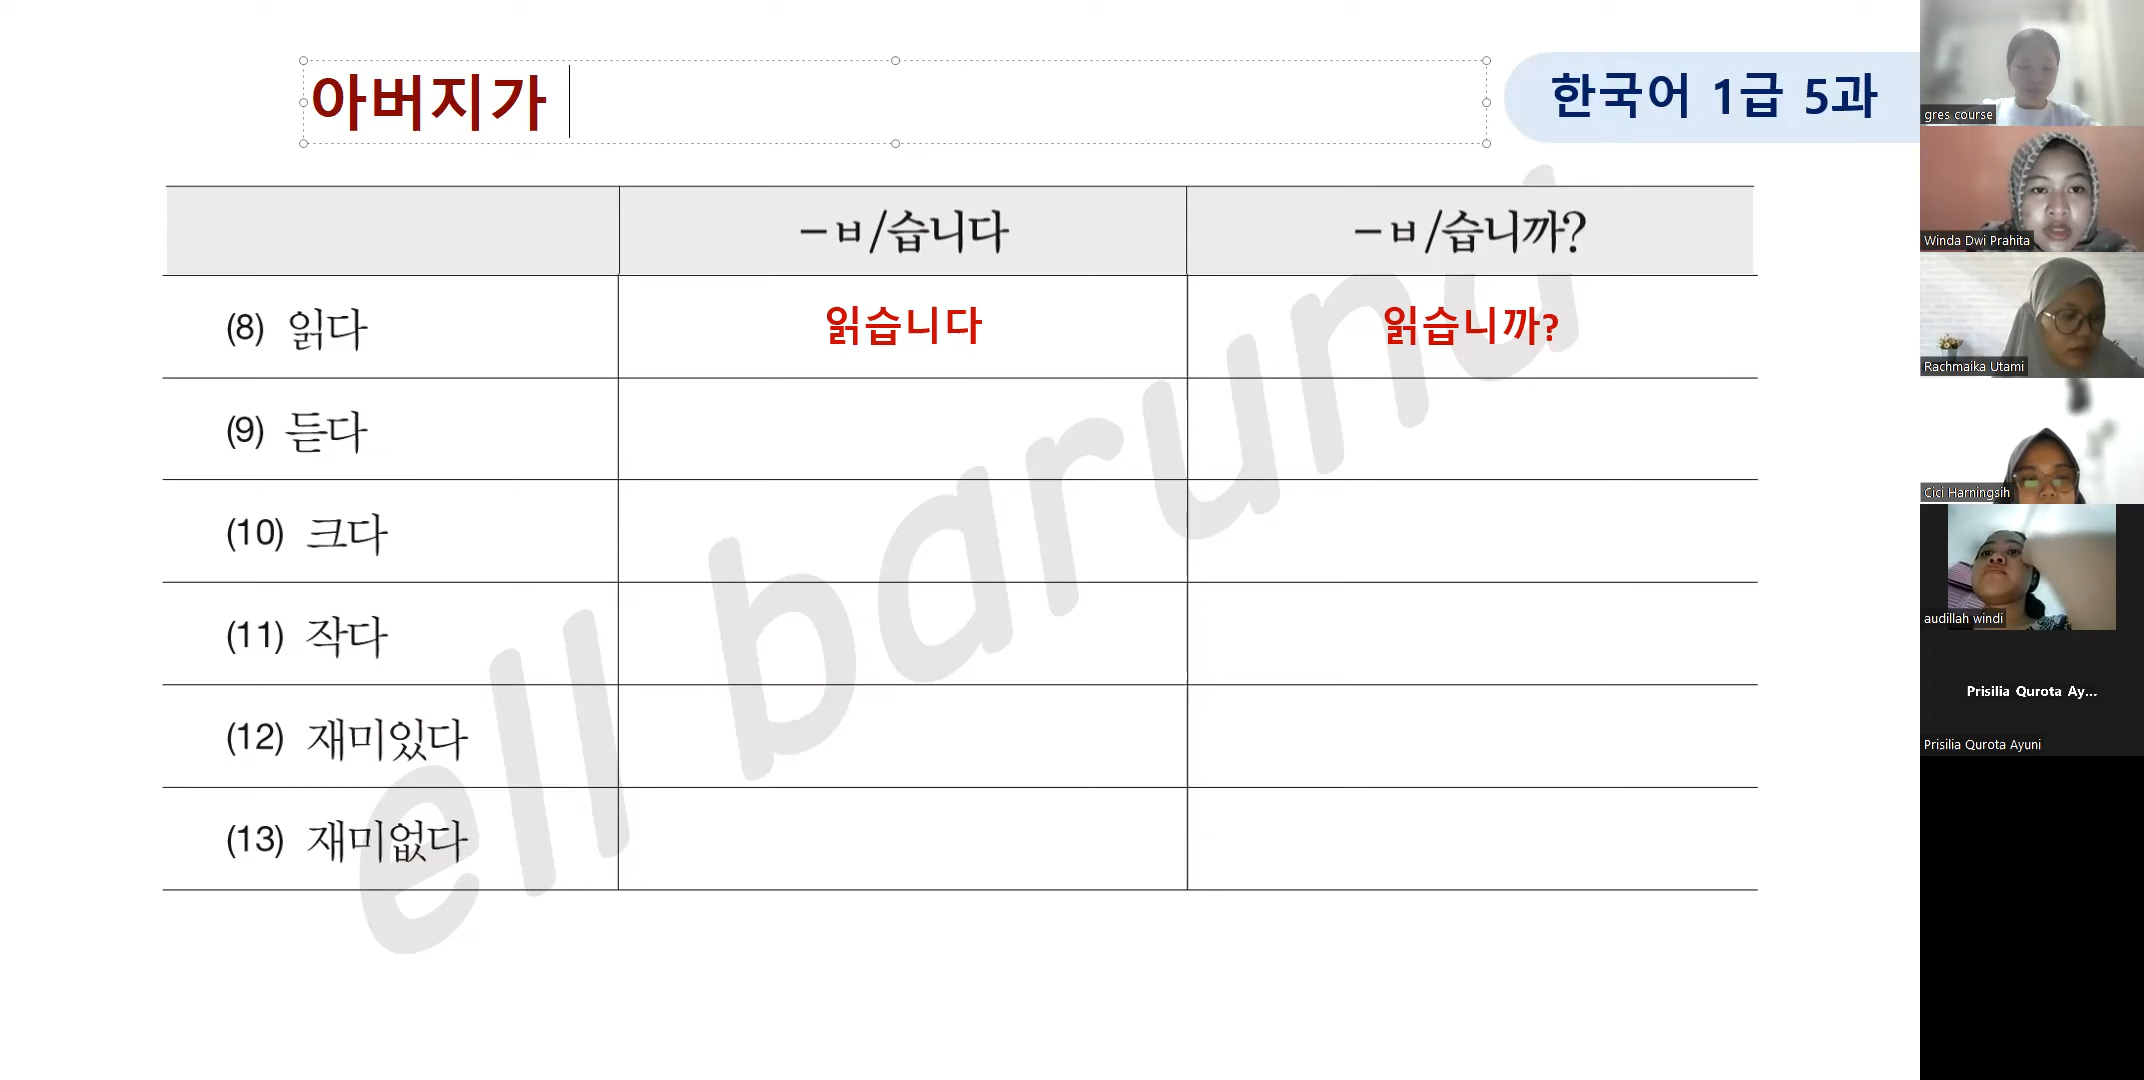 아버지가
한국어 1급 5과
–ㅂ/습니다 –ㅂ/습니까?
(8) 읽다 읽습니다 읽습니까?
(9) 듣다
(10) 크다
(11) 작다
(12) 재미있다
(13) 재미없다
ell barund
gres course
Winda Dwi Prahita
Rachmaika Utami
Cici Harningsih
audillah windi
Prisilia Qurota Ay...
Prisilia Qurota Ayuni